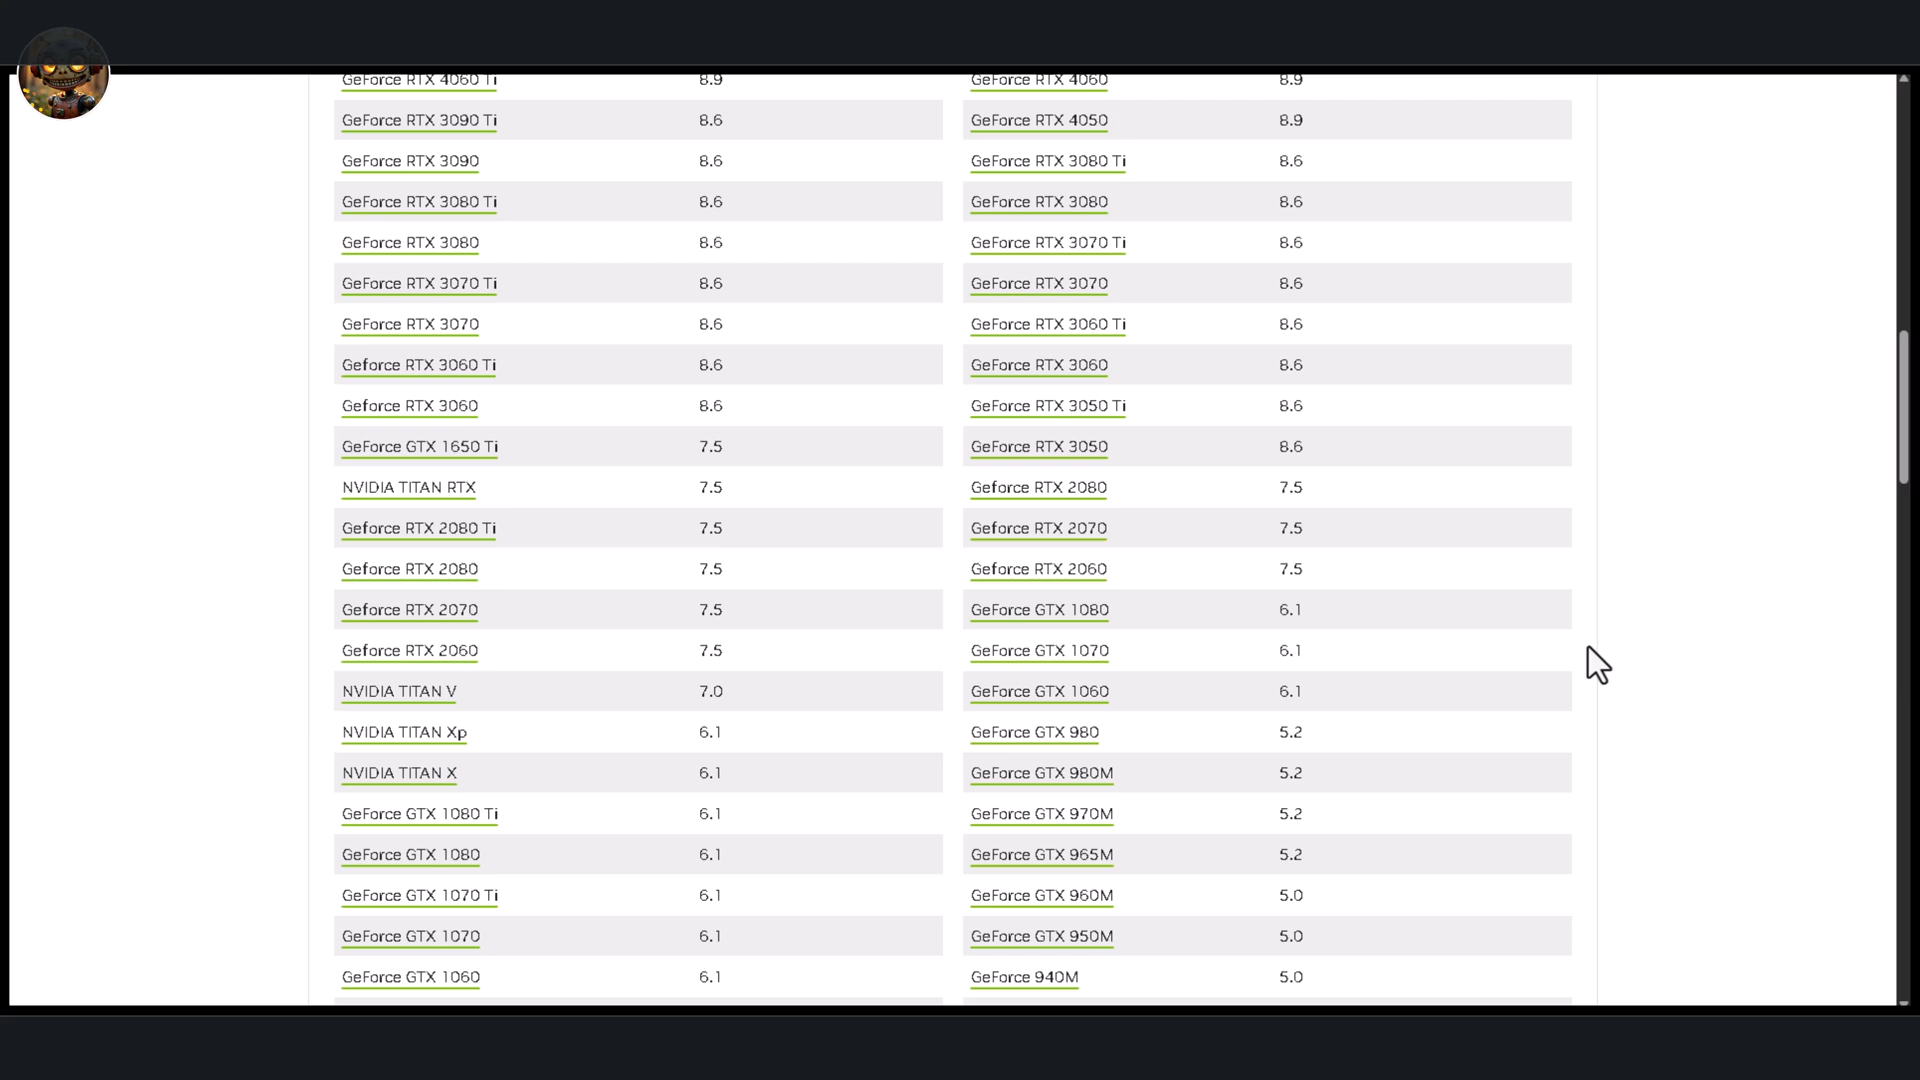 GeForce RTX 4060 Ti 8.9 GeForce RTX 4060 8.9
GeForce RTX 3090 Ti 8.6 GeForce RTX 4050 8.9
GeForce RTX 3090 8.6 GeForce RTX 3080 Ti 8.6
GeForce RTX 3080 Ti 8.6 GeForce RTX 3080 8.6
GeForce RTX 3080 8.6 GeForce RTX 3070 Ti 8.6
GeForce RTX 3070 Ti 8.6 GeForce RTX 3070 8.6
GeForce RTX 3070 8.6 GeForce RTX 3060 Ti 8.6
Geforce RTX 3060 Ti 8.6 GeForce RTX 3060 8.6
Geforce RTX 3060 8.6 GeForce RTX 3050 Ti 8.6
GeForce GTX 1650 Ti 7.5 GeForce RTX 3050 8.6
NVIDIA TITAN RTX 7.5 Geforce RTX 2080 7.5
Geforce RTX 2080 Ti 7.5 Geforce RTX 2070 7.5
Geforce RTX 2080 7.5 Geforce RTX 2060 7.5
Geforce RTX 2070 7.5 GeForce GTX 1080 6.1
Geforce RTX 2060 7.5 GeForce GTX 1070 6.1
NVIDIA TITAN V 7.0 GeForce GTX 1060 6.1
NVIDIA TITAN Xp 6.1 GeForce GTX 980 5.2
NVIDIA TITAN X 6.1 GeForce GTX 980M 5.2
GeForce GTX 1080 Ti 6.1 GeForce GTX 970M 5.2
GeForce GTX 1080 6.1 GeForce GTX 965M 5.2
GeForce GTX 1070 Ti 6.1 GeForce GTX 960M 5.0
GeForce GTX 1070 6.1 GeForce GTX 950M 5.0
GeForce GTX 1060 6.1 GeForce 940M 5.0